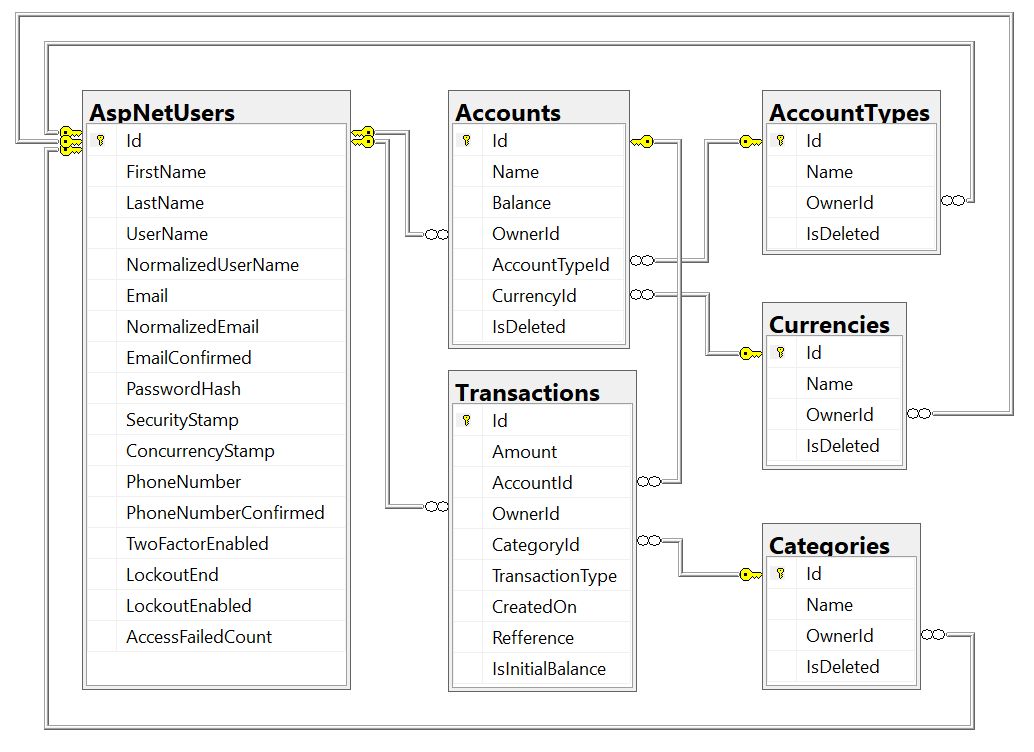 AspNetUsers
Id
FirstName
LastName
UserName
NormalizedUserName
Email
NormalizedEmail
EmailConfirmed
PasswordHash
SecurityStamp
ConcurrencyStamp
PhoneNumber
PhoneNumberConfirmed
TwoFactorEnabled
LockoutEnd
LockoutEnabled
AccessFailedCount
Accounts
Id
Name
Balance
OwnerId
AccountTypeId
CurrencyId
IsDeleted
Transactions
Id
Amount
AccountId
OwnerId
CategoryId
TransactionType
CreatedOn
Refference
IsInitialBalance
AccountTypes
Id
Name
OwnerId
IsDeleted
Currencies
Id
Name
OwnerId
IsDeleted
Categories
Id
Name
OwnerId
IsDeleted